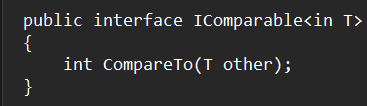 public interface IComparable<in T>
{
    int CompareTo(T other);
}